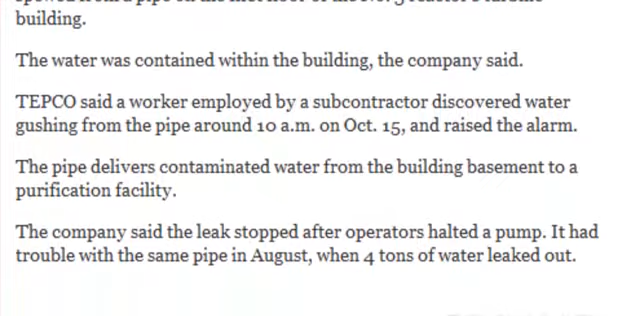 building.
The water was contained within the building, the company said.
TEPCO said a worker employed by a subcontractor discovered water
gushing from the pipe around 10 a.m. on Oct. 15, and raised the alarm.
The pipe delivers contaminated water from the building basement to a
purification facility.
The company said the leak stopped after operators halted a pump. It had
trouble with the same pipe in August, when 4 tons of water leaked out.